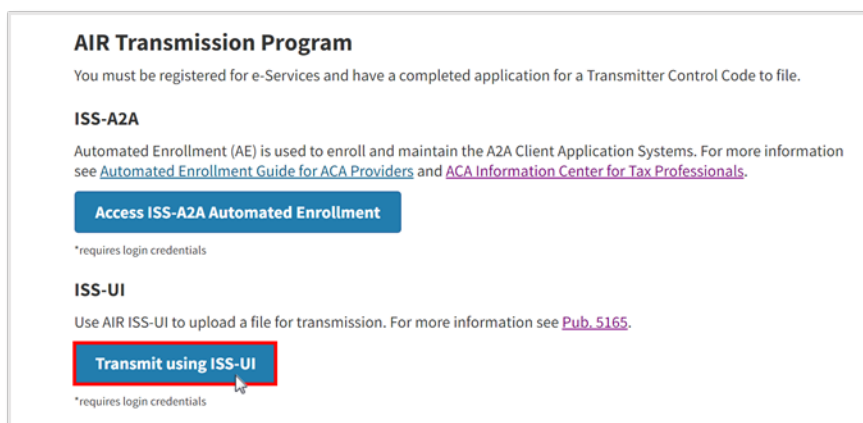 AIR Transmission Program
You must be registered for e-Services and have a completed application for a Transmitter Control Code to file.
ISS-A2A
Automated Enrollment (AE) is used to enroll and maintain the A2A Client Application Systems. For more information
see Automated Enrollment Guide for ACA Providers and ACA Information Center for Tax Professionals.
Access ISS-A2A Automated Enrollment
*requires login credentials
ISS-UI
Use AIR ISS-UI to upload a file for transmission. For more information see Pub. 5165.
Transmit using ISS-UI
*requires login credentials